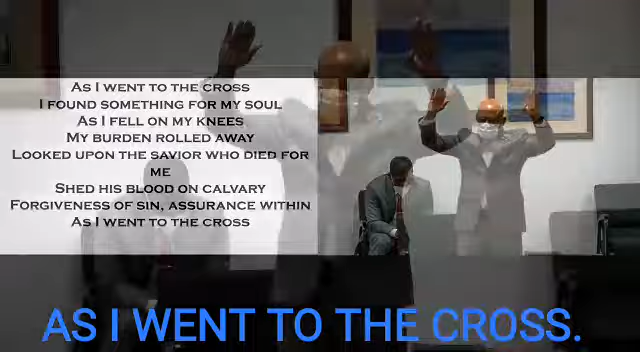 As I went to the cross
I found something for my soul
As I fell on my knees
My burden rolled away
Looked upon the Savior who died for
me
Shed his blood on Calvary
Forgiveness of sin, assurance within
As I went to the cross
AS I WENT TO THE CROSS.